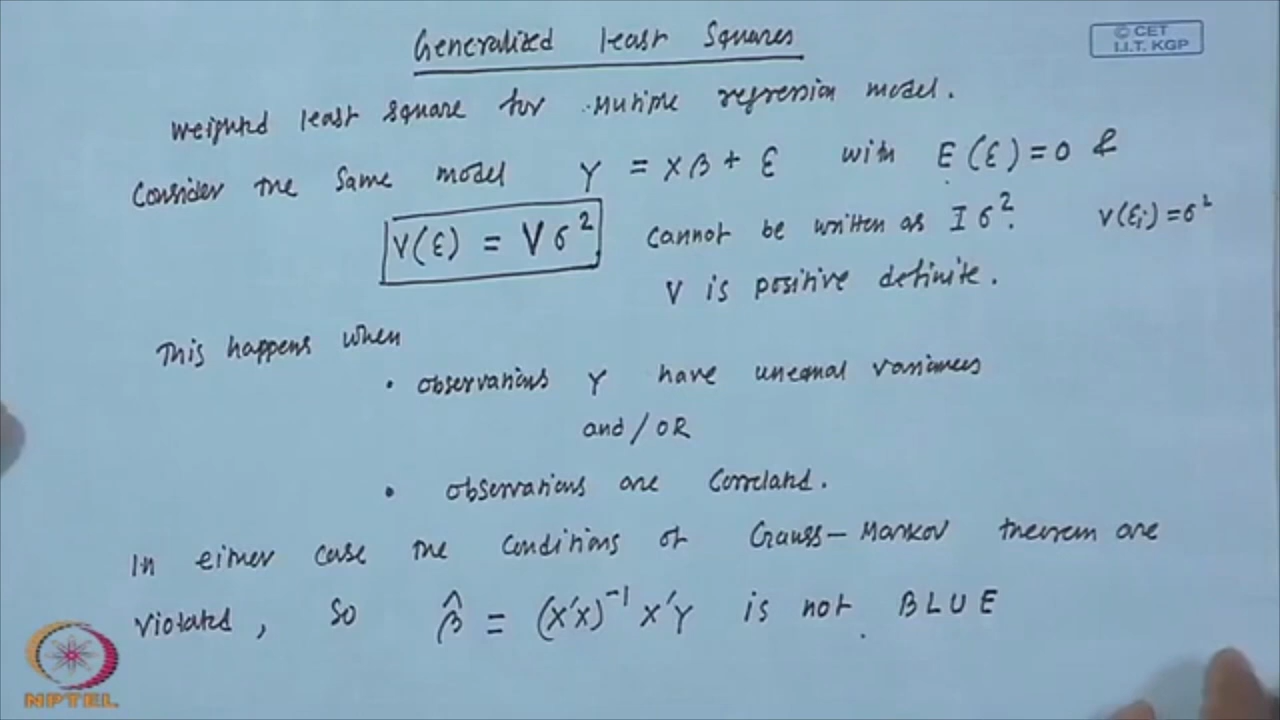 Generalized least Squares
© CET
I.I.T. KGP
Weighted least square for Multiple regression model.
Consider the same model Y = Xβ + ε with E(ε) = 0 &
V(ε) = Vσ² cannot be written as Iσ². V(εᵢ) = σ²
V is positive definite.
This happens when
• observations Y have unequal variances
and/OR
• observations are correlated.
In either case the conditions of Gauss-Markov theorem are
violated, so β̂ = (X'X)⁻¹ X'Y is not BLUE
NPTEL